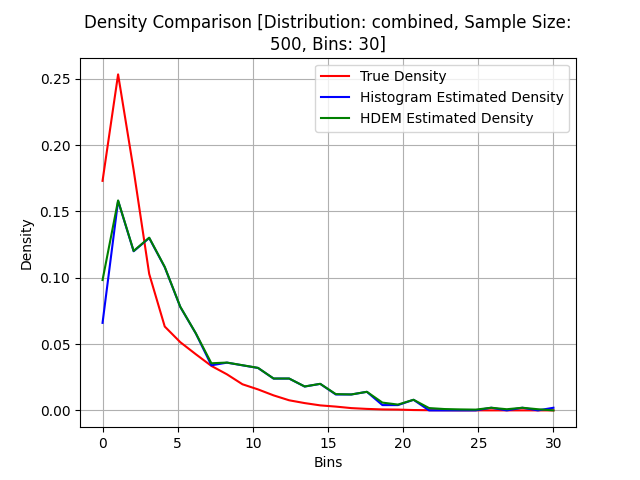 Density Comparison [Distribution: combined, Sample Size:
500, Bins: 30]
True Density
Histogram Estimated Density
HDEM Estimated Density
Density
0.25
0.20
0.15
0.10
0.05
0.00
0 5 10 15 20 25 30
Bins